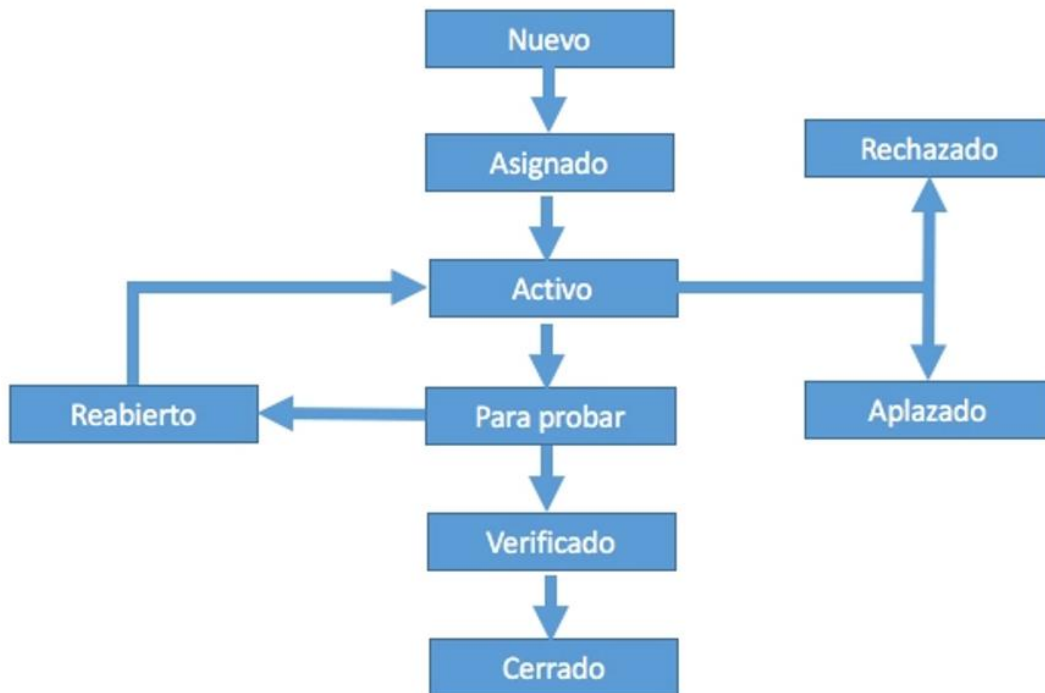 Nuevo
Asignado
Rechazado
Activo
Reabierto
Para probar
Aplazado
Verificado
Cerrado